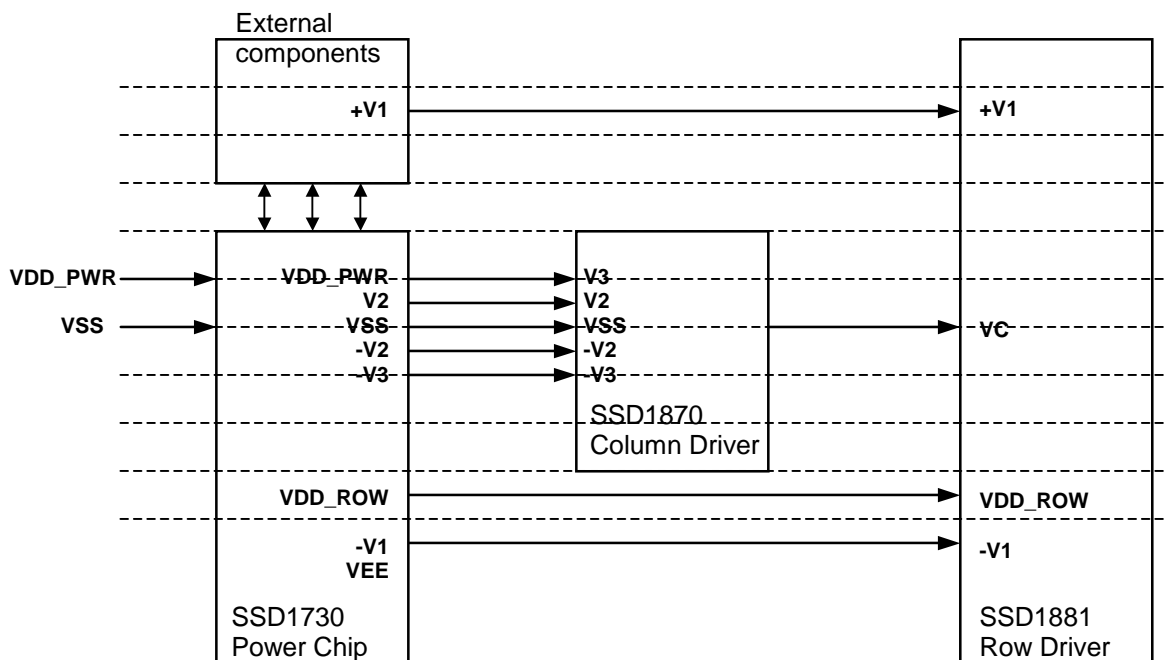 External
components
+V1
+V1
VDD_PWR
VDD_PWR
V3
V2
V2
VSS
VSS
VSS
VC
-V2
-V2
-V3
-V3
SSD1870
Column Driver
VDD_ROW
VDD_ROW
-V1
-V1
VEE
SSD1730
Power Chip
SSD1881
Row Driver